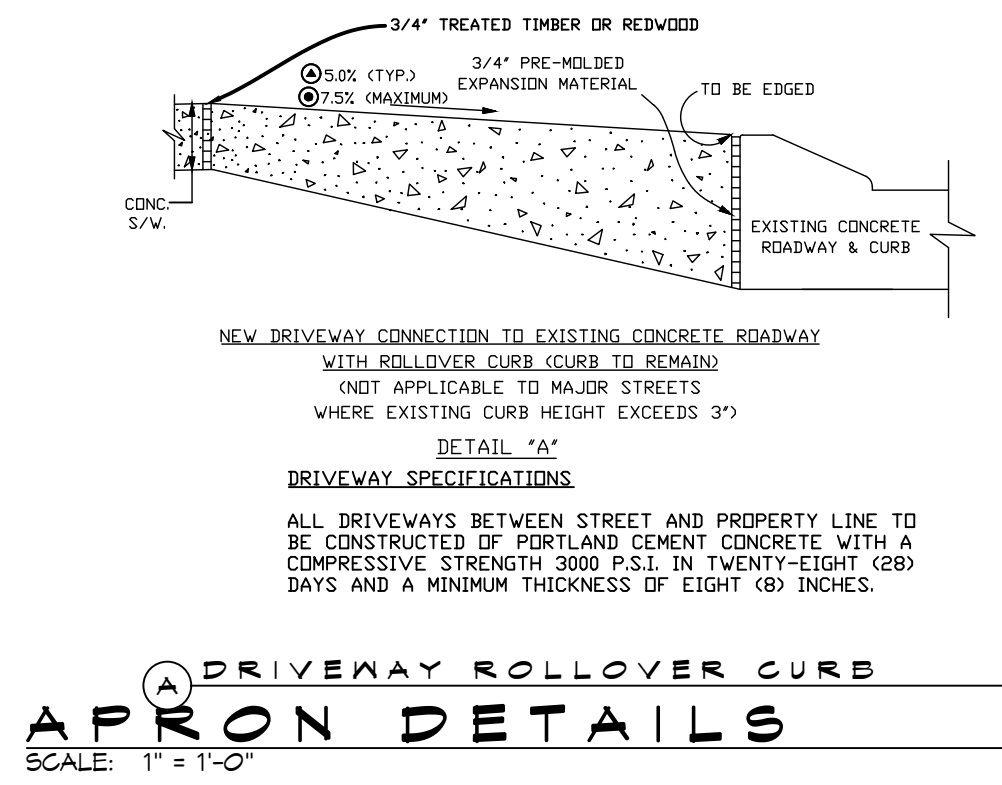 3/4" TREATED TIMBER OR REDWOOD
3/4" PRE-MOLDED
EXPANSION MATERIAL
5.0% (TYP.)
7.5% (MAXIMUM)
TO BE EDGED
CONC.
S/W.
EXISTING CONCRETE
ROADWAY & CURB
NEW DRIVEWAY CONNECTION TO EXISTING CONCRETE ROADWAY
WITH ROLLOVER CURB (CURB TO REMAIN)
(NOT APPLICABLE TO MAJOR STREETS
WHERE EXISTING CURB HEIGHT EXCEEDS 3")
DETAIL "A"
DRIVEWAY SPECIFICATIONS
ALL DRIVEWAYS BETWEEN STREET AND PROPERTY LINE TO
BE CONSTRUCTED OF PORTLAND CEMENT CONCRETE WITH A
COMPRESSIVE STRENGTH 3000 P.S.I. IN TWENTY-EIGHT (28)
DAYS AND A MINIMUM THICKNESS OF EIGHT (8) INCHES.
A DRIVEWAY ROLLOVER CURB
APRON DETAILS
SCALE: 1" = 1'-0"